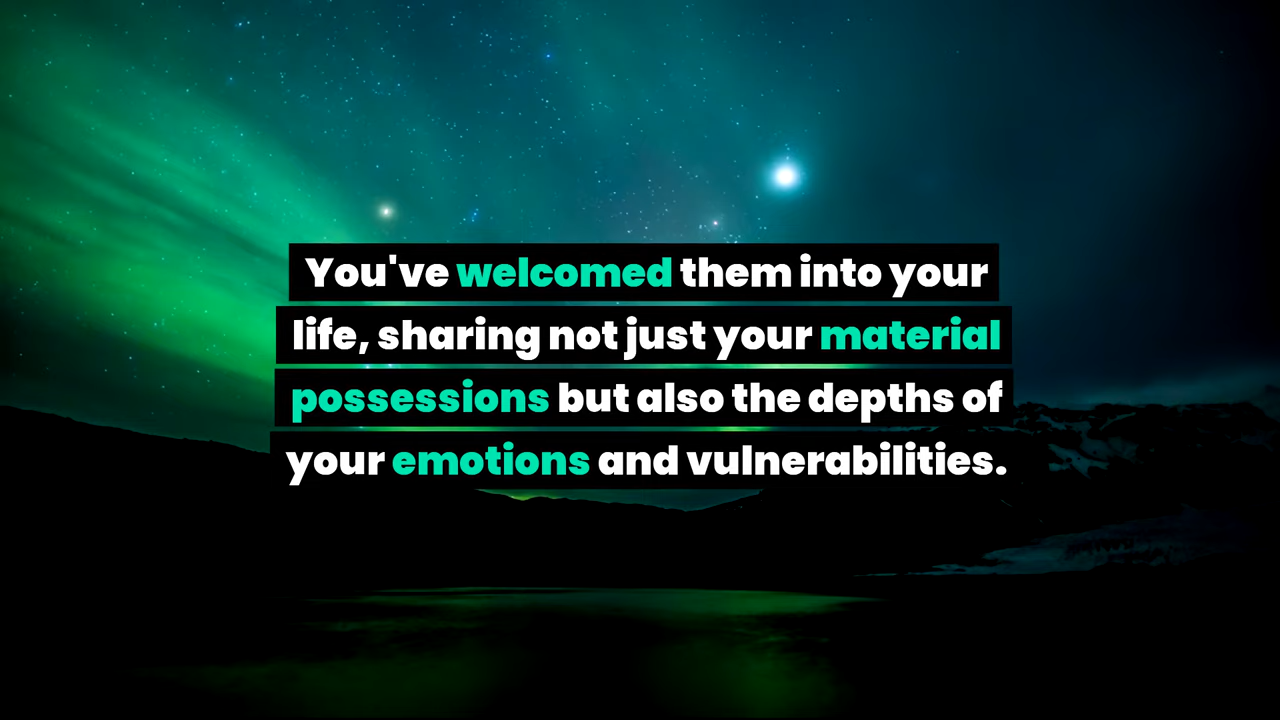 You've welcomed them into your
life, sharing not just your material
possessions but also the depths of
your emotions and vulnerabilities.